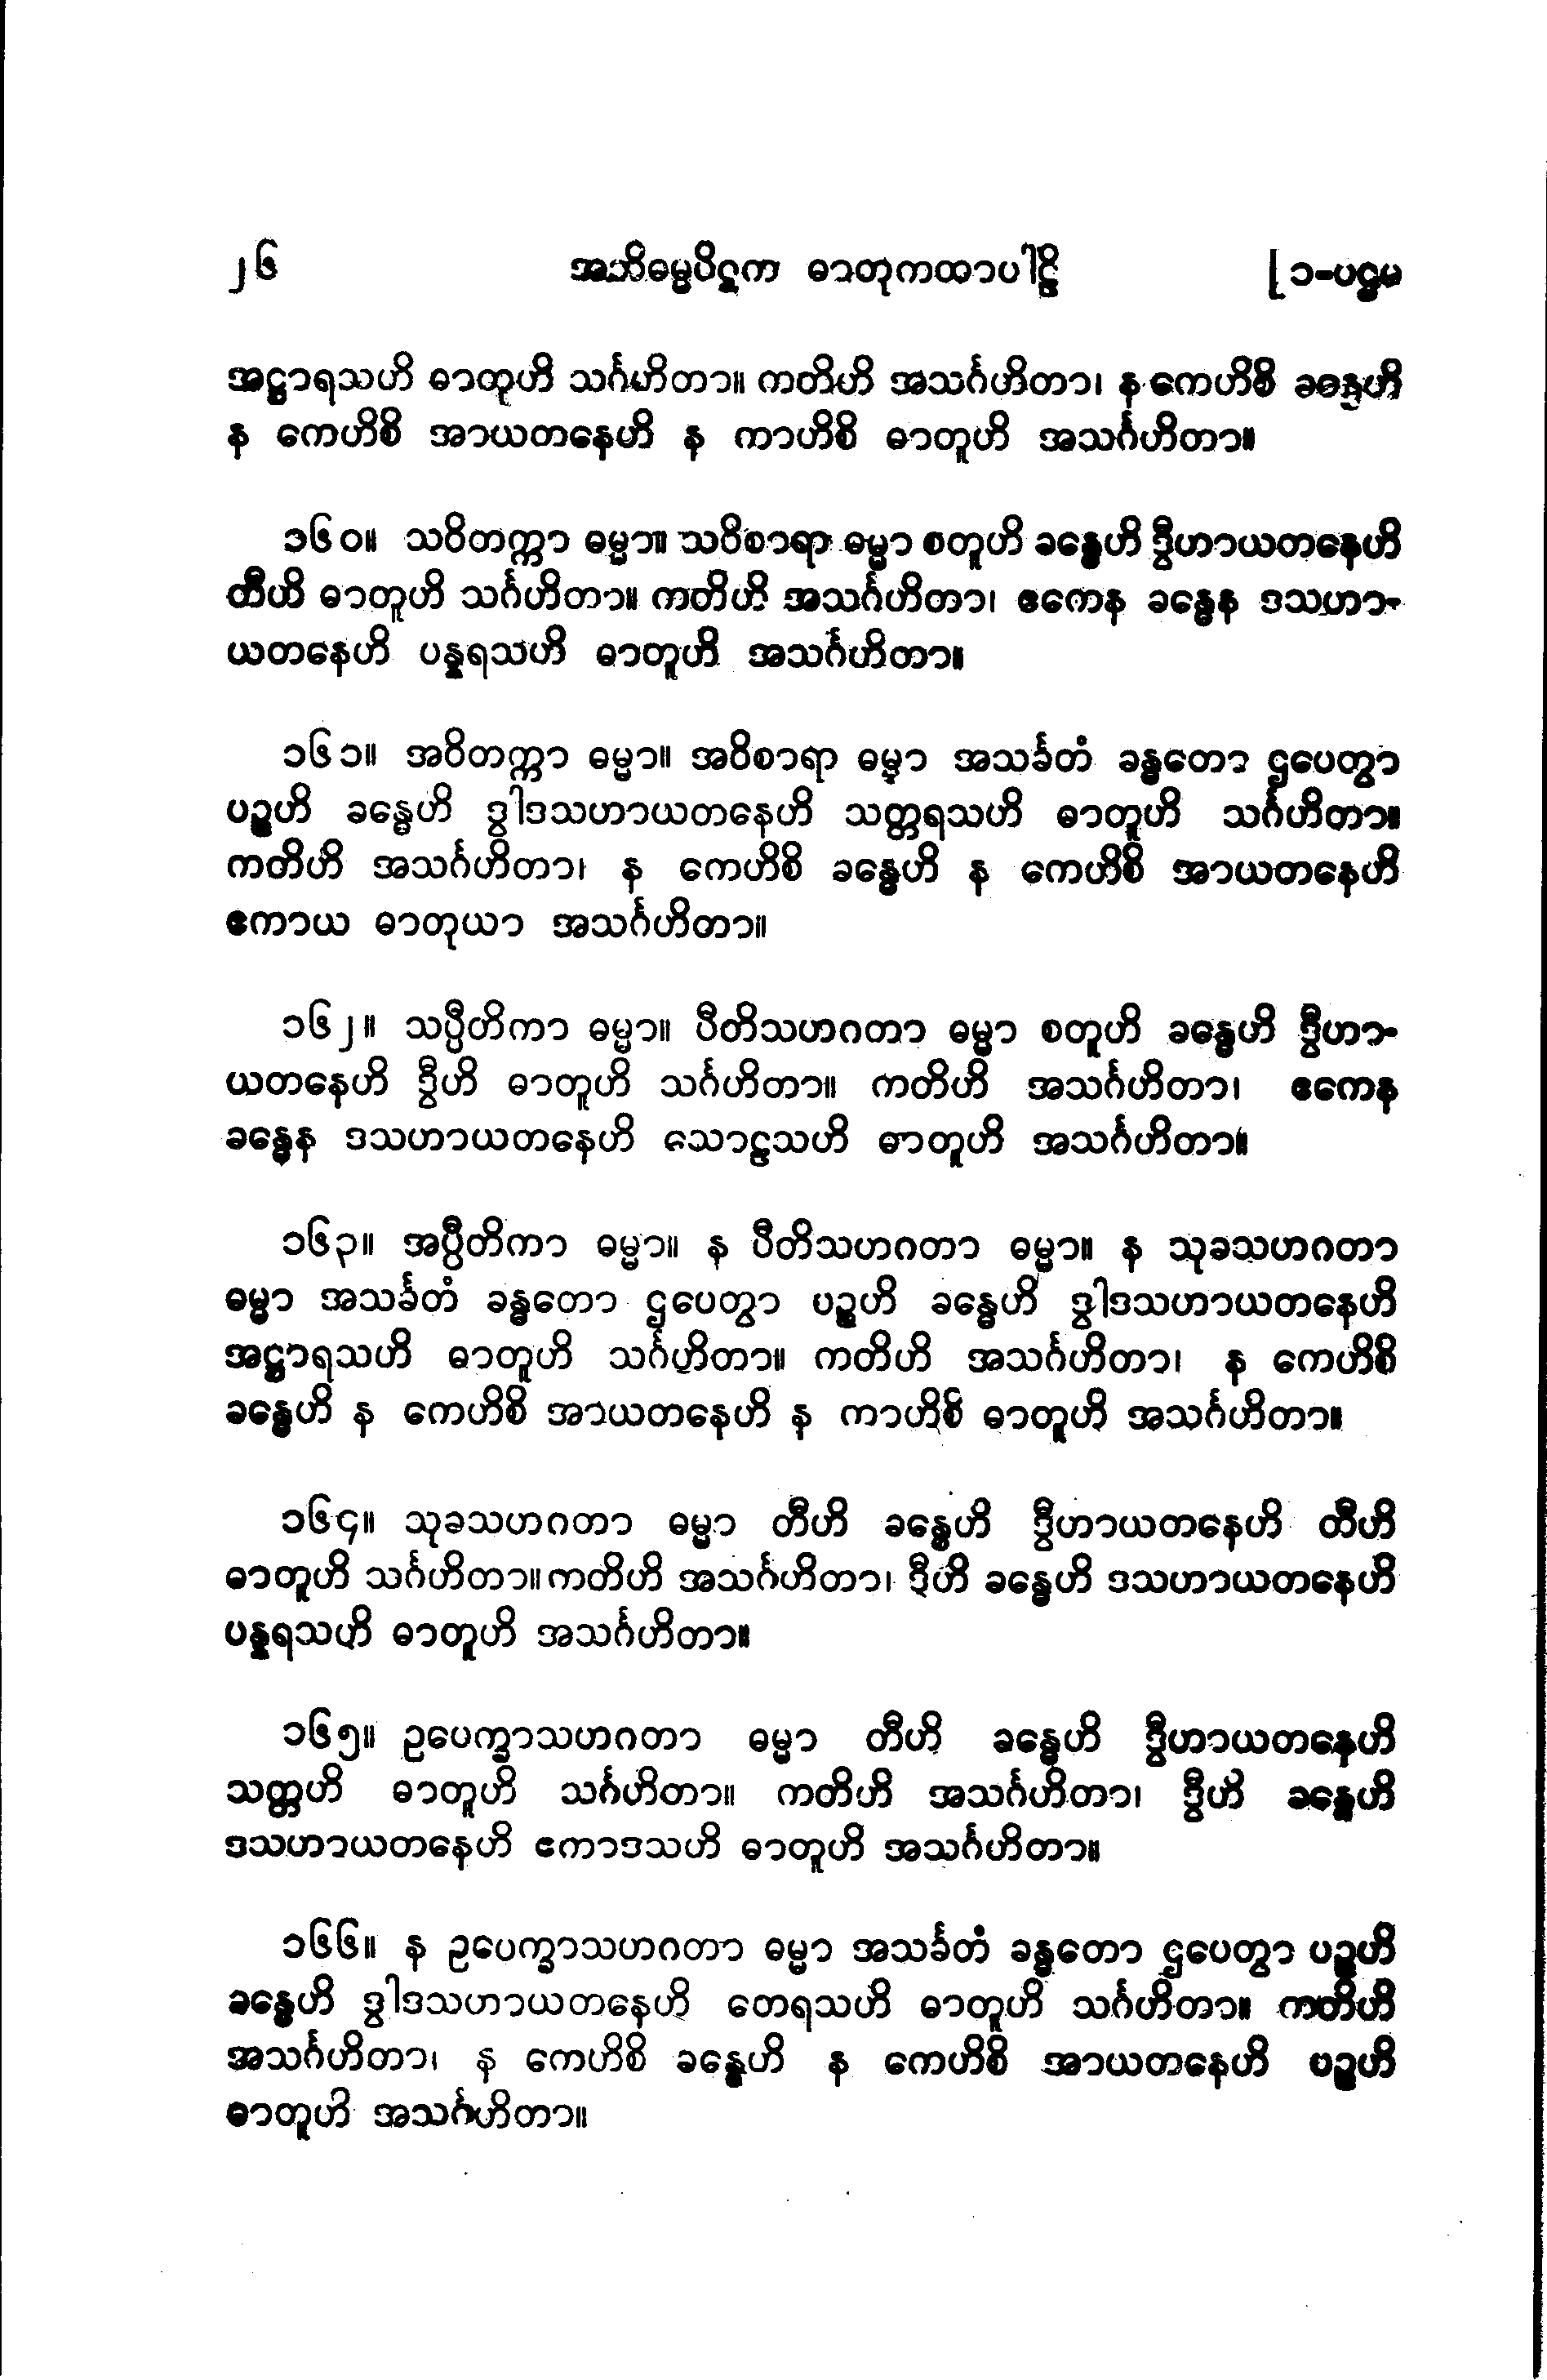 ၂၆ အဘိဓမ္မပိဋက ဓာတုကထာပါဠိ [၁-ပဌမ
အဋ္ဌာရသဟိ ဓာတုဟိ သင်္ဂဟိတာ။ ကတိဟိ အသင်္ဂဟိတာ၊ န ကေဟိစိ ခန္ဓေဟိ
န ကေဟိစိ အာယတနေဟိ န ကာဟိစိ ဓာတူဟိ အသင်္ဂဟိတာ။
၁၆၀။ သဝိတက္ကာ ဓမ္မာ။ သဝိစာရာ ဓမ္မာ စတူဟိ ခန္ဓေဟိ ဒွီဟာယတနေဟိ
တီဟိ ဓာတူဟိ သင်္ဂဟိတာ။ ကတိဟိ အသင်္ဂဟိတာ၊ ဧကေန ခန္ဓေန ဒသဟာ-
ယတနေဟိ ပန္နရသဟိ ဓာတူဟိ အသင်္ဂဟိတာ။
၁၆၁။ အဝိတက္ကာ ဓမ္မာ။ အဝိစာရာ ဓမ္မာ အသင်္ခတံ ခန္ဓတော ဌပေတွာ
ပဉ္စဟိ ခန္ဓေဟိ ဒွါဒသဟာယတနေဟိ သတ္တရသဟိ ဓာတူဟိ သင်္ဂဟိတာ။
ကတိဟိ အသင်္ဂဟိတာ၊ န ကေဟိစိ ခန္ဓေဟိ န ကေဟိစိ အာယတနေဟိ
ဧကာယ ဓာတုယာ အသင်္ဂဟိတာ။
၁၆၂။ သပ္ပီတိကာ ဓမ္မာ။ ပီတိသဟဂတာ ဓမ္မာ စတူဟိ ခန္ဓေဟိ ဒွီဟာ-
ယတနေဟိ ဒွီဟိ ဓာတူဟိ သင်္ဂဟိတာ။ ကတိဟိ အသင်္ဂဟိတာ၊ ဧကေန
ခန္ဓေန ဒသဟာယတနေဟိ သောဠသဟိ ဓာတူဟိ အသင်္ဂဟိတာ။
၁၆၃။ အပ္ပီတိကာ ဓမ္မာ။ န ပီတိသဟဂတာ ဓမ္မာ။ န သုခသဟဂတာ
ဓမ္မာ အသင်္ခတံ ခန္ဓတော ဌပေတွာ ပဉ္စဟိ ခန္ဓေဟိ ဒွါဒသဟာယတနေဟိ
အဋ္ဌာရသဟိ ဓာတူဟိ သင်္ဂဟိတာ။ ကတိဟိ အသင်္ဂဟိတာ၊ န ကေဟိစိ
ခန္ဓေဟိ န ကေဟိစိ အာယတနေဟိ န ကာဟိစိ ဓာတူဟိ အသင်္ဂဟိတာ။
၁၆၄။ သုခသဟဂတာ ဓမ္မာ တီဟိ ခန္ဓေဟိ ဒွီဟာယတနေဟိ တီဟိ
ဓာတူဟိ သင်္ဂဟိတာ။ ကတိဟိ အသင်္ဂဟိတာ၊ ဒွီဟိ ခန္ဓေဟိ ဒသဟာယတနေဟိ
ပန္နရသဟိ ဓာတူဟိ အသင်္ဂဟိတာ။
၁၆၅။ ဥပေက္ခာသဟဂတာ ဓမ္မာ တီဟိ ခန္ဓေဟိ ဒွီဟာယတနေဟိ
သတ္တဟိ ဓာတူဟိ သင်္ဂဟိတာ။ ကတိဟိ အသင်္ဂဟိတာ၊ ဒွီဟိ ခန္ဓေဟိ
ဒသဟာယတနေဟိ ဧကာဒသဟိ ဓာတူဟိ အသင်္ဂဟိတာ။
၁၆၆။ န ဥပေက္ခာသဟဂတာ ဓမ္မာ အသင်္ခတံ ခန္ဓတော ဌပေတွာ ပဉ္စဟိ
ခန္ဓေဟိ ဒွါဒသဟာယတနေဟိ တေရသဟိ ဓာတူဟိ သင်္ဂဟိတာ။ ကတိဟိ
အသင်္ဂဟိတာ၊ န ကေဟိစိ ခန္ဓေဟိ န ကေဟိစိ အာယတနေဟိ ပဉ္စဟိ
ဓာတူဟိ အသင်္ဂဟိတာ။